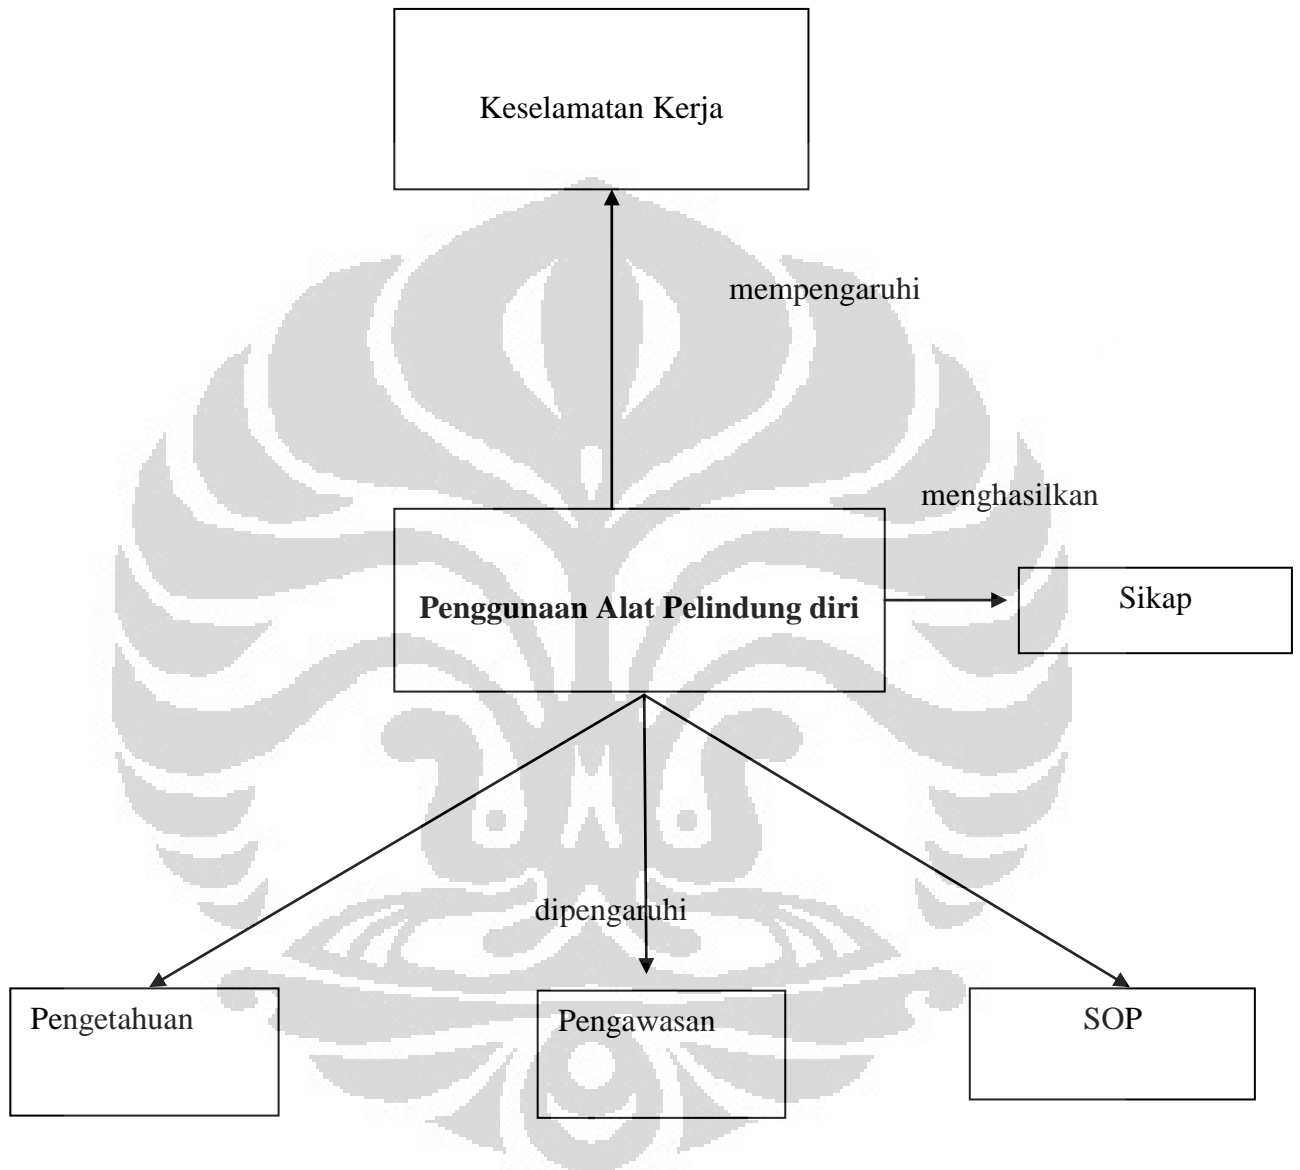 Keselamatan Kerja
mempengaruhi
menghasilkan
Penggunaan Alat Pelindung diri
Sikap
dipengaruhi
Pengetahuan
Pengawasan
SOP